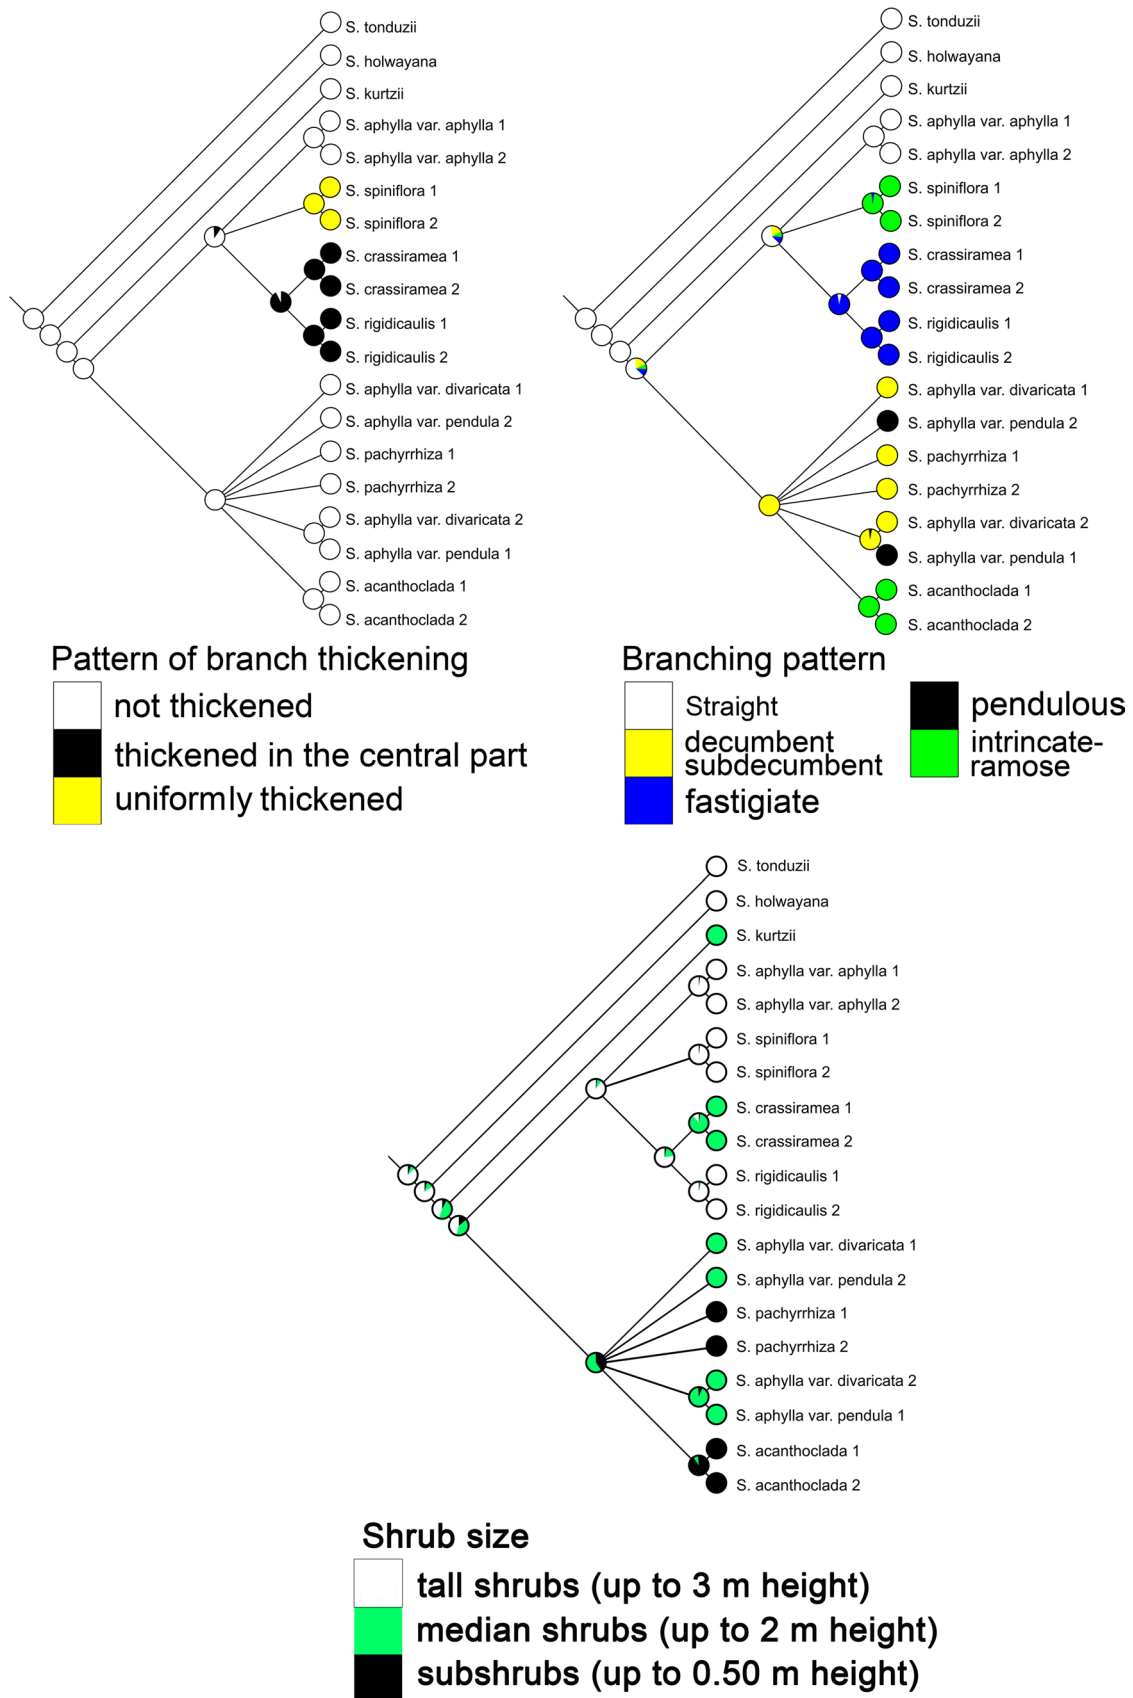 S. tonduzii
S. holwayana
S. kurtzii
S. aphylla var. aphylla 1
S. aphylla var. aphylla 2
S. spiniflora 1
S. spiniflora 2
S. crassiramea 1
S. crassiramea 2
S. rigidicaulis 1
S. rigidicaulis 2
S. aphylla var. divaricata 1
S. aphylla var. pendula 2
S. pachyrrhiza 1
S. pachyrrhiza 2
S. aphylla var. divaricata 2
S. aphylla var. pendula 1
S. acanthoclada 1
S. acanthoclada 2
Pattern of branch thickening
not thickened
thickened in the central part
uniformly thickened
S. tonduzii
S. holwayana
S. kurtzii
S. aphylla var. aphylla 1
S. aphylla var. aphylla 2
S. spiniflora 1
S. spiniflora 2
S. crassiramea 1
S. crassiramea 2
S. rigidicaulis 1
S. rigidicaulis 2
S. aphylla var. divaricata 1
S. aphylla var. pendula 2
S. pachyrrhiza 1
S. pachyrrhiza 2
S. aphylla var. divaricata 2
S. aphylla var. pendula 1
S. acanthoclada 1
S. acanthoclada 2
Branching pattern
Straight
decumbent
subdecumbent
fastigiate
pendulous
intrincate-
ramose
S. tonduzii
S. holwayana
S. kurtzii
S. aphylla var. aphylla 1
S. aphylla var. aphylla 2
S. spiniflora 1
S. spiniflora 2
S. crassiramea 1
S. crassiramea 2
S. rigidicaulis 1
S. rigidicaulis 2
S. aphylla var. divaricata 1
S. aphylla var. pendula 2
S. pachyrrhiza 1
S. pachyrrhiza 2
S. aphylla var. divaricata 2
S. aphylla var. pendula 1
S. acanthoclada 1
S. acanthoclada 2
Shrub size
tall shrubs (up to 3 m height)
median shrubs (up to 2 m height)
subshrubs (up to 0.50 m height)